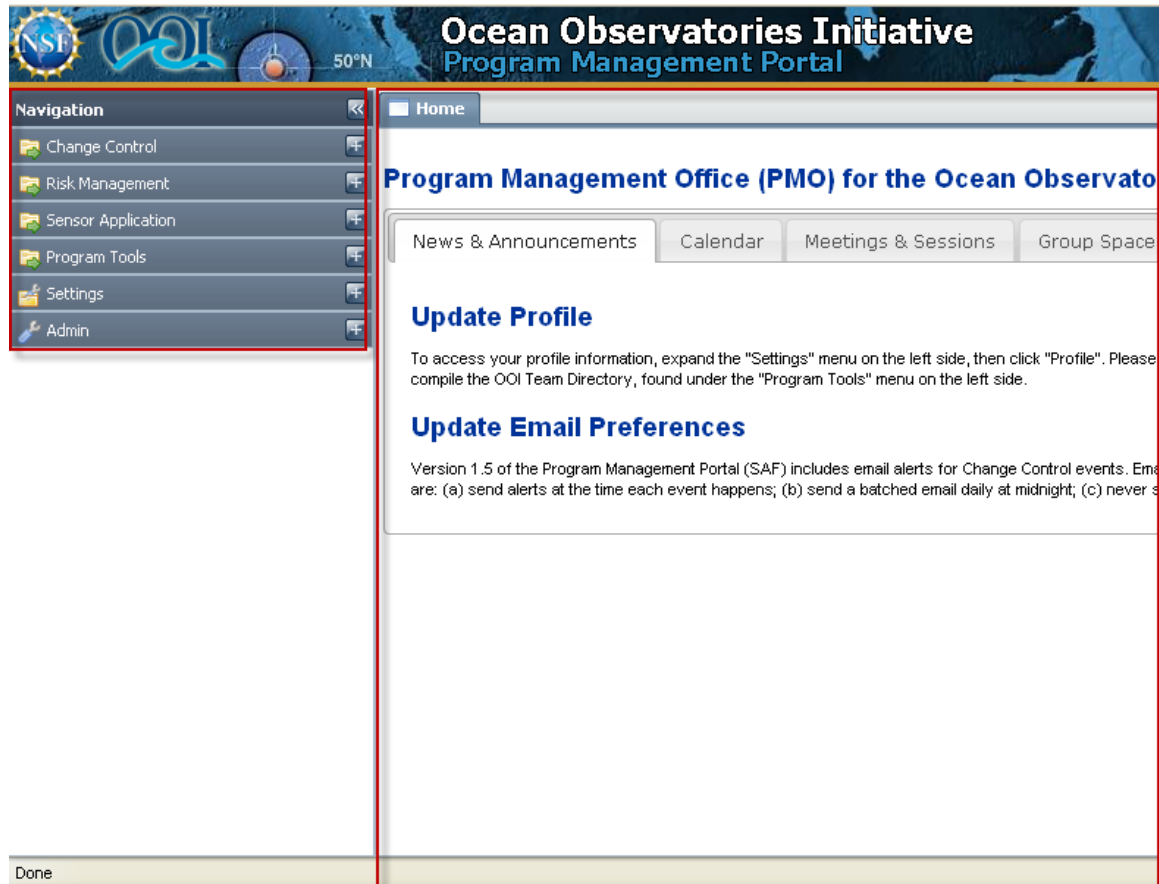 NSF OOI 50°N Ocean Observatories Initiative
Program Management Portal
Navigation
Change Control
Risk Management
Sensor Application
Program Tools
Settings
Admin
Home
Program Management Office (PMO) for the Ocean Observato
News & Announcements Calendar Meetings & Sessions Group Space
Update Profile
To access your profile information, expand the "Settings" menu on the left side, then click "Profile". Please
compile the OOI Team Directory, found under the "Program Tools" menu on the left side.
Update Email Preferences
Version 1.5 of the Program Management Portal (SAF) includes email alerts for Change Control events. Ema
are: (a) send alerts at the time each event happens; (b) send a batched email daily at midnight; (c) never s
Done